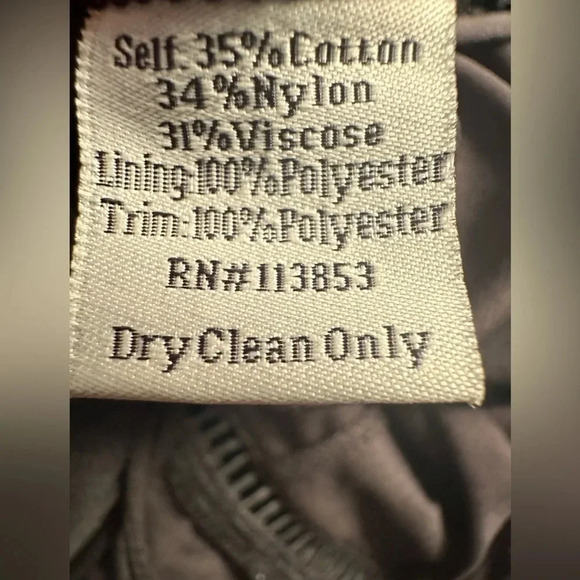 Self: 35%Cotton
34%Nylon
31%Viscose
Lining:100%Polyester
Trim:100%Polyester
RN#113853
Dry Clean Only